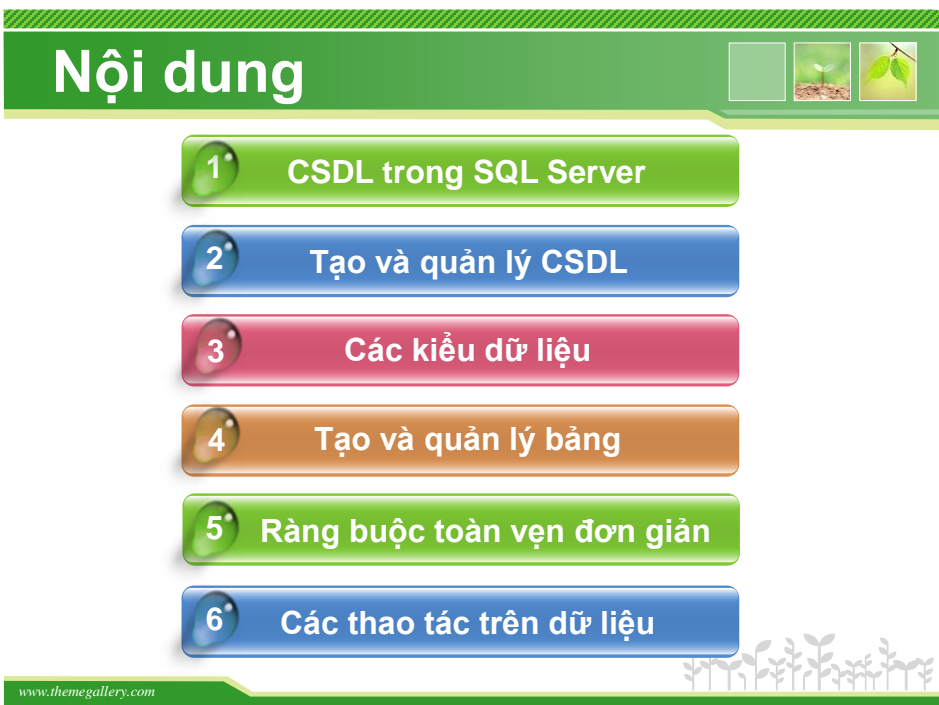 Nội dung
1 CSDL trong SQL Server
2 Tạo và quản lý CSDL
3 Các kiểu dữ liệu
4 Tạo và quản lý bảng
5 Ràng buộc toàn vẹn đơn giản
6 Các thao tác trên dữ liệu
www.themegallery.com